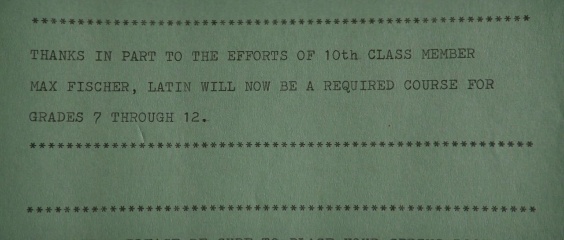 ************************************************************
THANKS IN PART TO THE EFFORTS OF 10th CLASS MEMBER
MAX FISCHER, LATIN WILL NOW BE A REQUIRED COURSE FOR
GRADES 7 THROUGH 12.
************************************************************
************************************************************